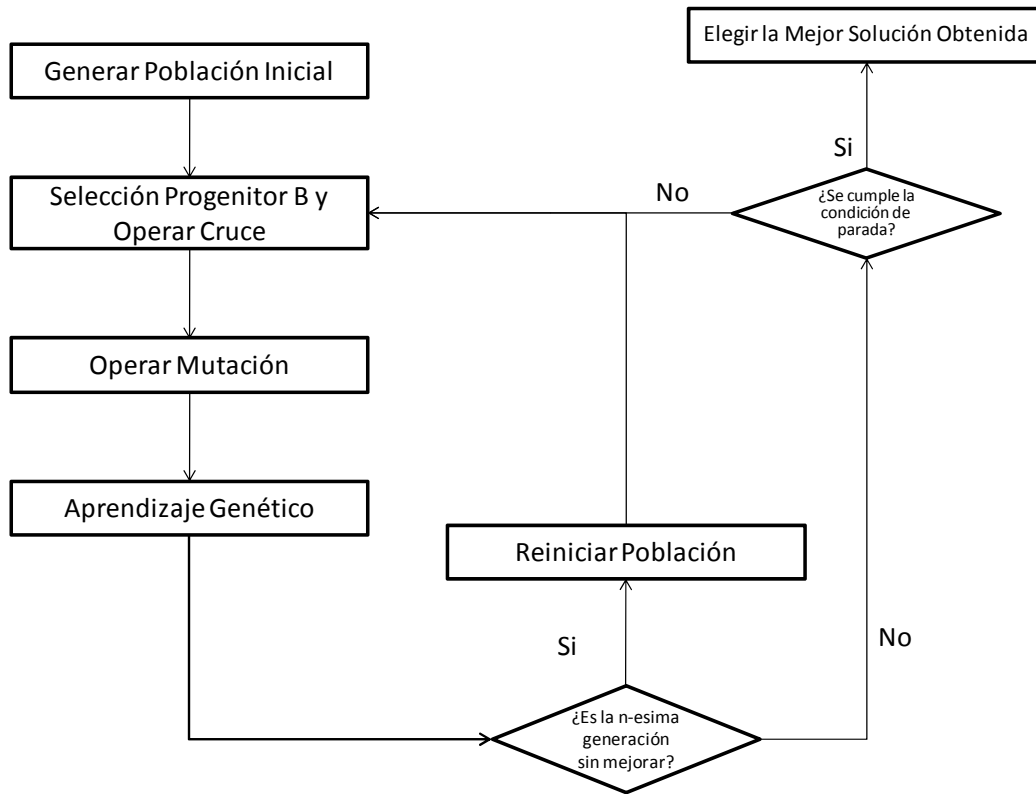 Elegir la Mejor Solución Obtenida
Generar Población Inicial
Si
No
¿Se cumple la
condición de
parada?
Selección Progenitor B y
Operar Cruce
Operar Mutación
Aprendizaje Genético
Reiniciar Población
Si
No
¿Es la n-esima
generación
sin mejorar?